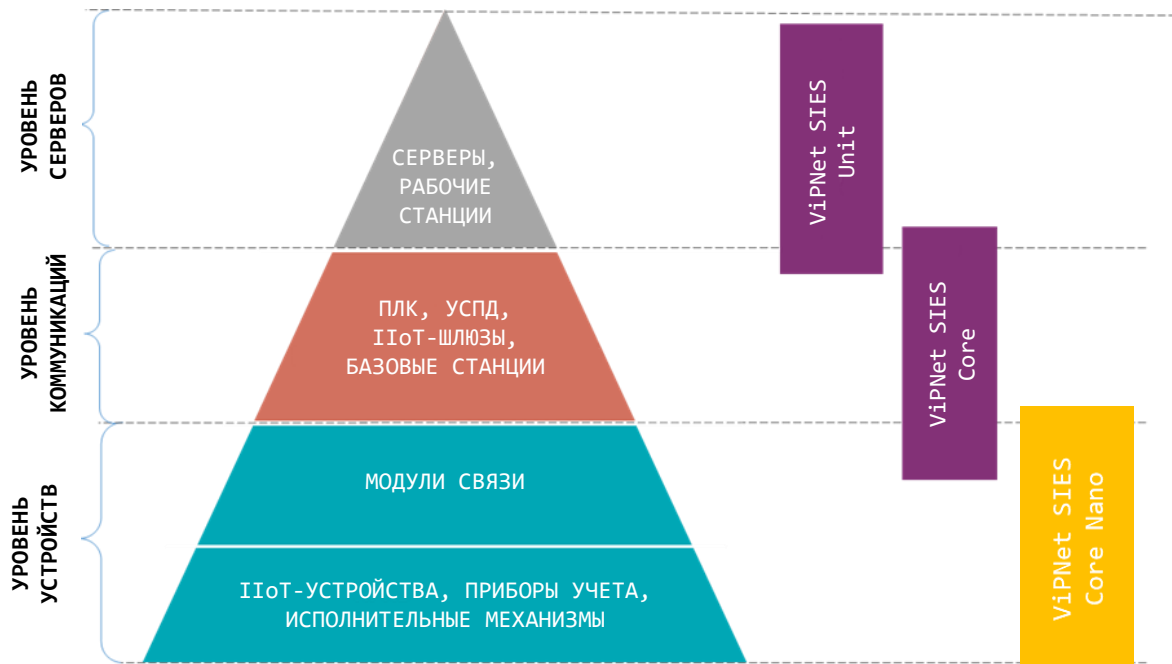 УРОВЕНЬ
СЕРВЕРОВ
СЕРВЕРЫ,
РАБОЧИЕ
СТАНЦИИ
ViPNet SIES
Unit
УРОВЕНЬ
КОММУНИКАЦИЙ
ПЛК, УСПД,
IIoT-ШЛЮЗЫ,
БАЗОВЫЕ СТАНЦИИ
ViPNet SIES
Core
УРОВЕНЬ
УСТРОЙСТВ
МОДУЛИ СВЯЗИ
IIoT-УСТРОЙСТВА, ПРИБОРЫ УЧЕТА,
ИСПОЛНИТЕЛЬНЫЕ МЕХАНИЗМЫ
ViPNet SIES
Core Nano